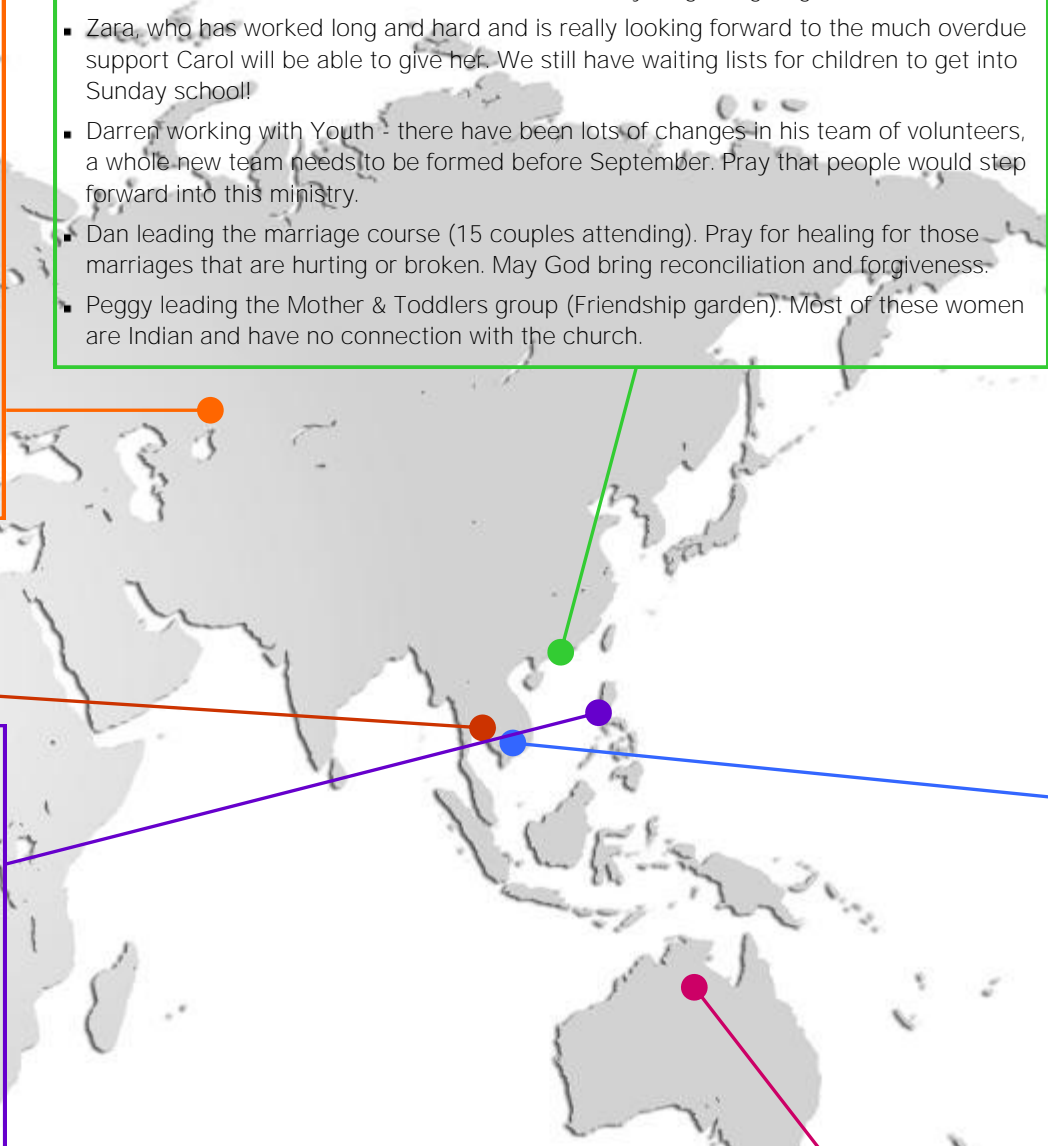 ▪ Zara, who has worked long and hard and is really looking forward to the much overdue
support Carol will be able to give her. We still have waiting lists for children to get into
Sunday school!
▪ Darren working with Youth - there have been lots of changes in his team of volunteers,
a whole new team needs to be formed before September. Pray that people would step
forward into this ministry.
▪ Dan leading the marriage course (15 couples attending). Pray for healing for those
marriages that are hurting or broken. May God bring reconciliation and forgiveness.
▪ Peggy leading the Mother & Toddlers group (Friendship garden). Most of these women
are Indian and have no connection with the church.